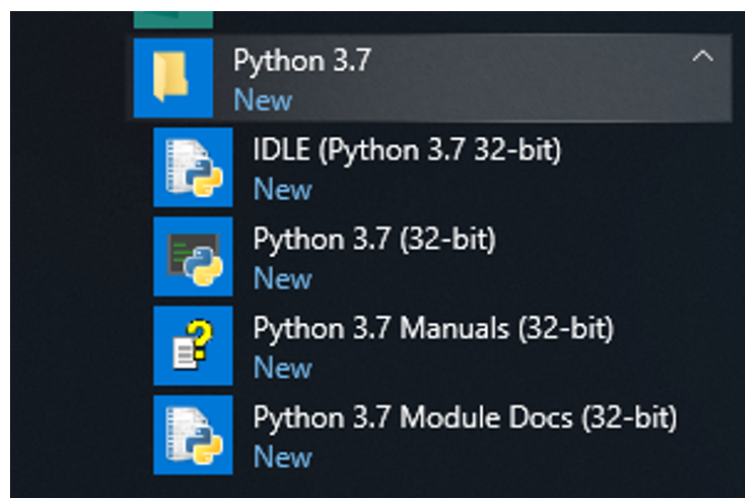 Python 3.7
New
IDLE (Python 3.7 32-bit)
New
Python 3.7 (32-bit)
New
Python 3.7 Manuals (32-bit)
New
Python 3.7 Module Docs (32-bit)
New